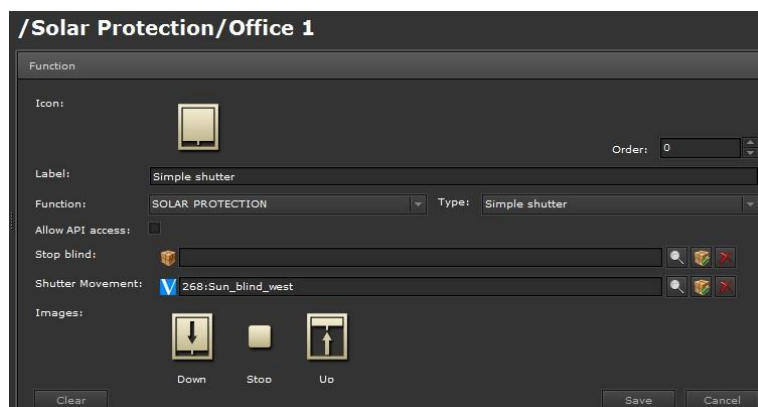 /Solar Protection/Office 1
Function
Icon:
Order: 0
Label: Simple shutter
Function: SOLAR PROTECTION Type: Simple shutter
Allow API access:
Stop blind:
Shutter Movement: V 268:Sun_blind_west
Images:
Down Stop Up
Clear Save Cancel